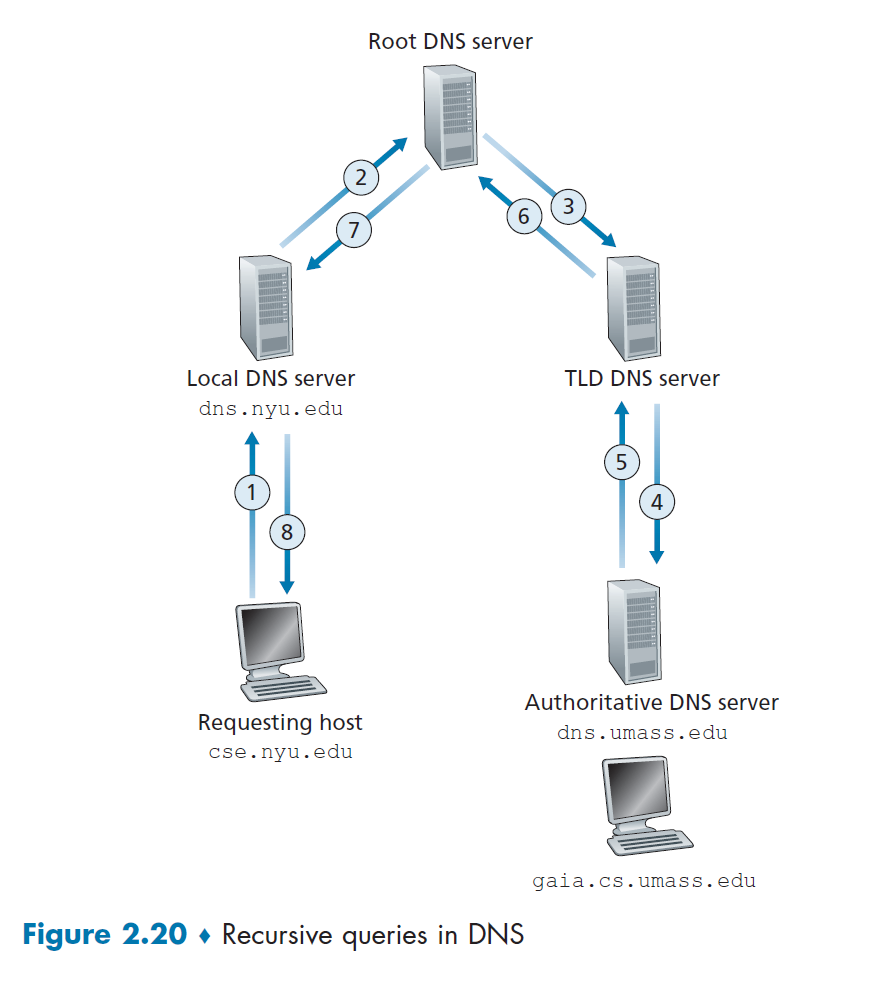 Root DNS server
2
7
6
3
Local DNS server
dns.nyu.edu
TLD DNS server
1
8
5
4
Requesting host
cse.nyu.edu
Authoritative DNS server
dns.umass.edu
gaia.cs.umass.edu
Figure 2.20 ♦ Recursive queries in DNS